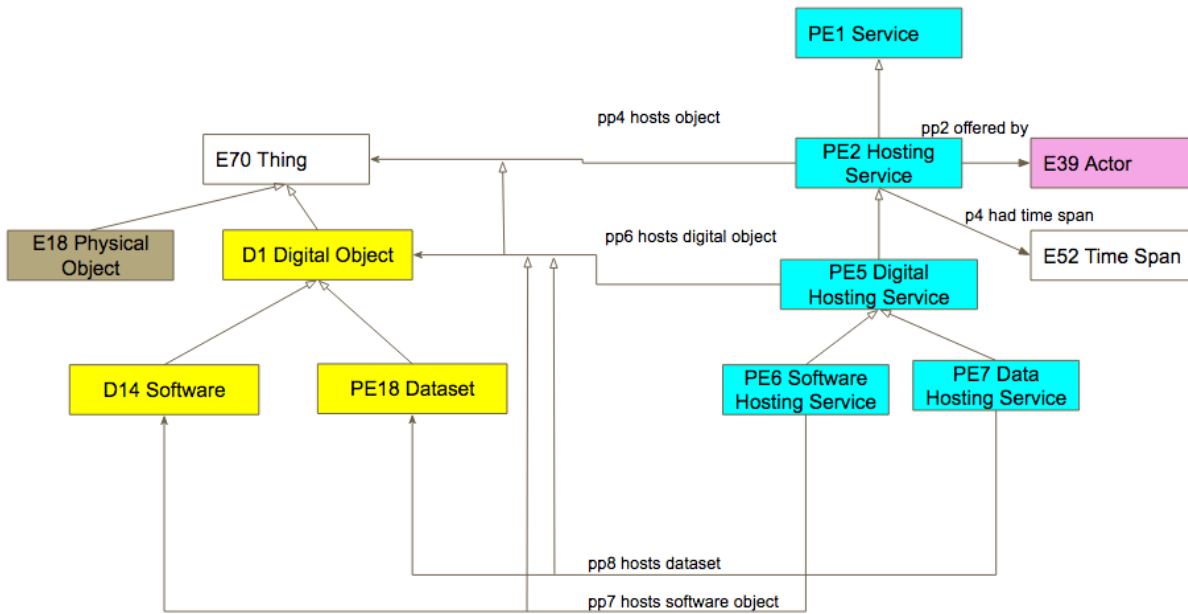 PE1 Service
pp4 hosts object
pp2 offered by
E70 Thing
PE2 Hosting
Service
E39 Actor
p4 had time span
E18 Physical
Object
D1 Digital Object
pp6 hosts digital object
PE5 Digital
Hosting Service
E52 Time Span
D14 Software
PE18 Dataset
PE6 Software
Hosting Service
PE7 Data
Hosting Service
pp8 hosts dataset
pp7 hosts software object